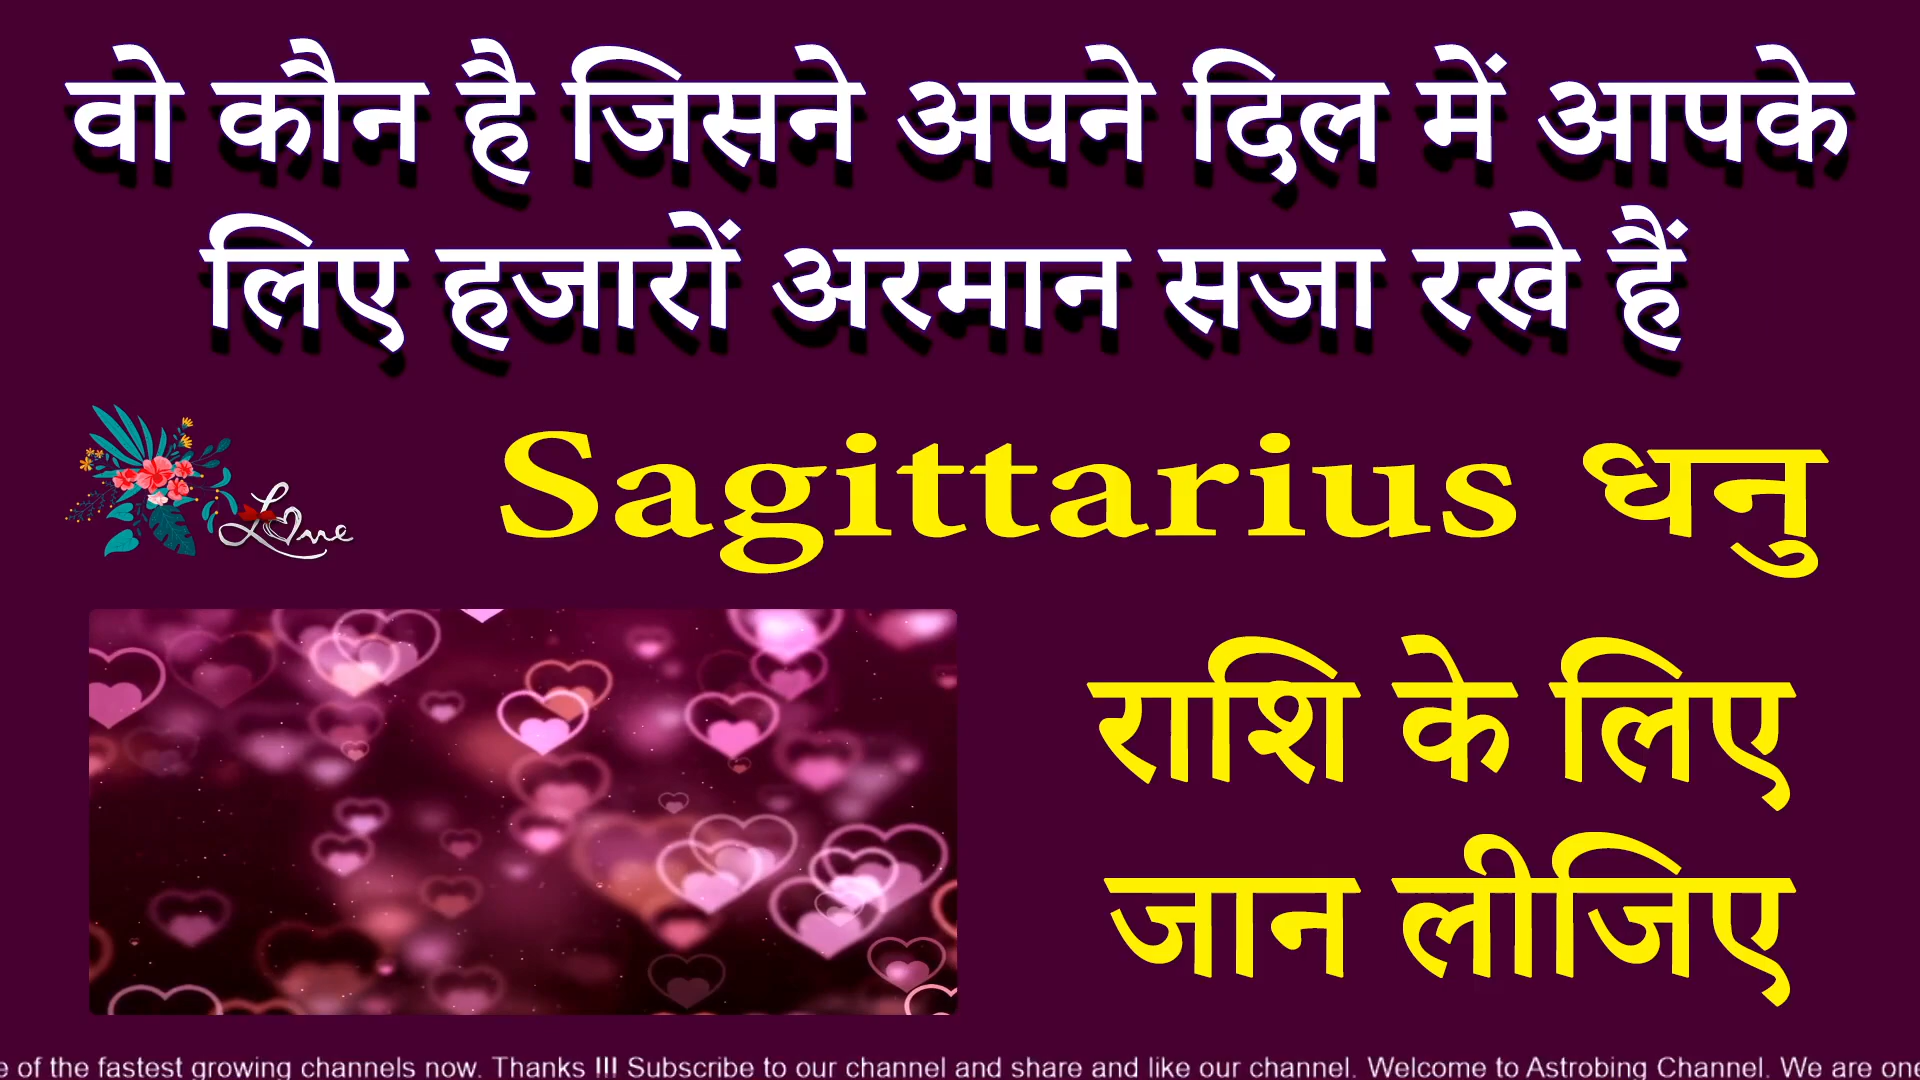 वो कौन है जिसने अपने दिल में आपके
लिए हजारों अरमान सजा रखे हैं
Love
Sagittarius धनु
राशि के लिए
जान लीजिए
e of the fastest growing channels now. Thanks !!! Subscribe to our channel and share and like our channel. Welcome to Astrobing Channel. We are one